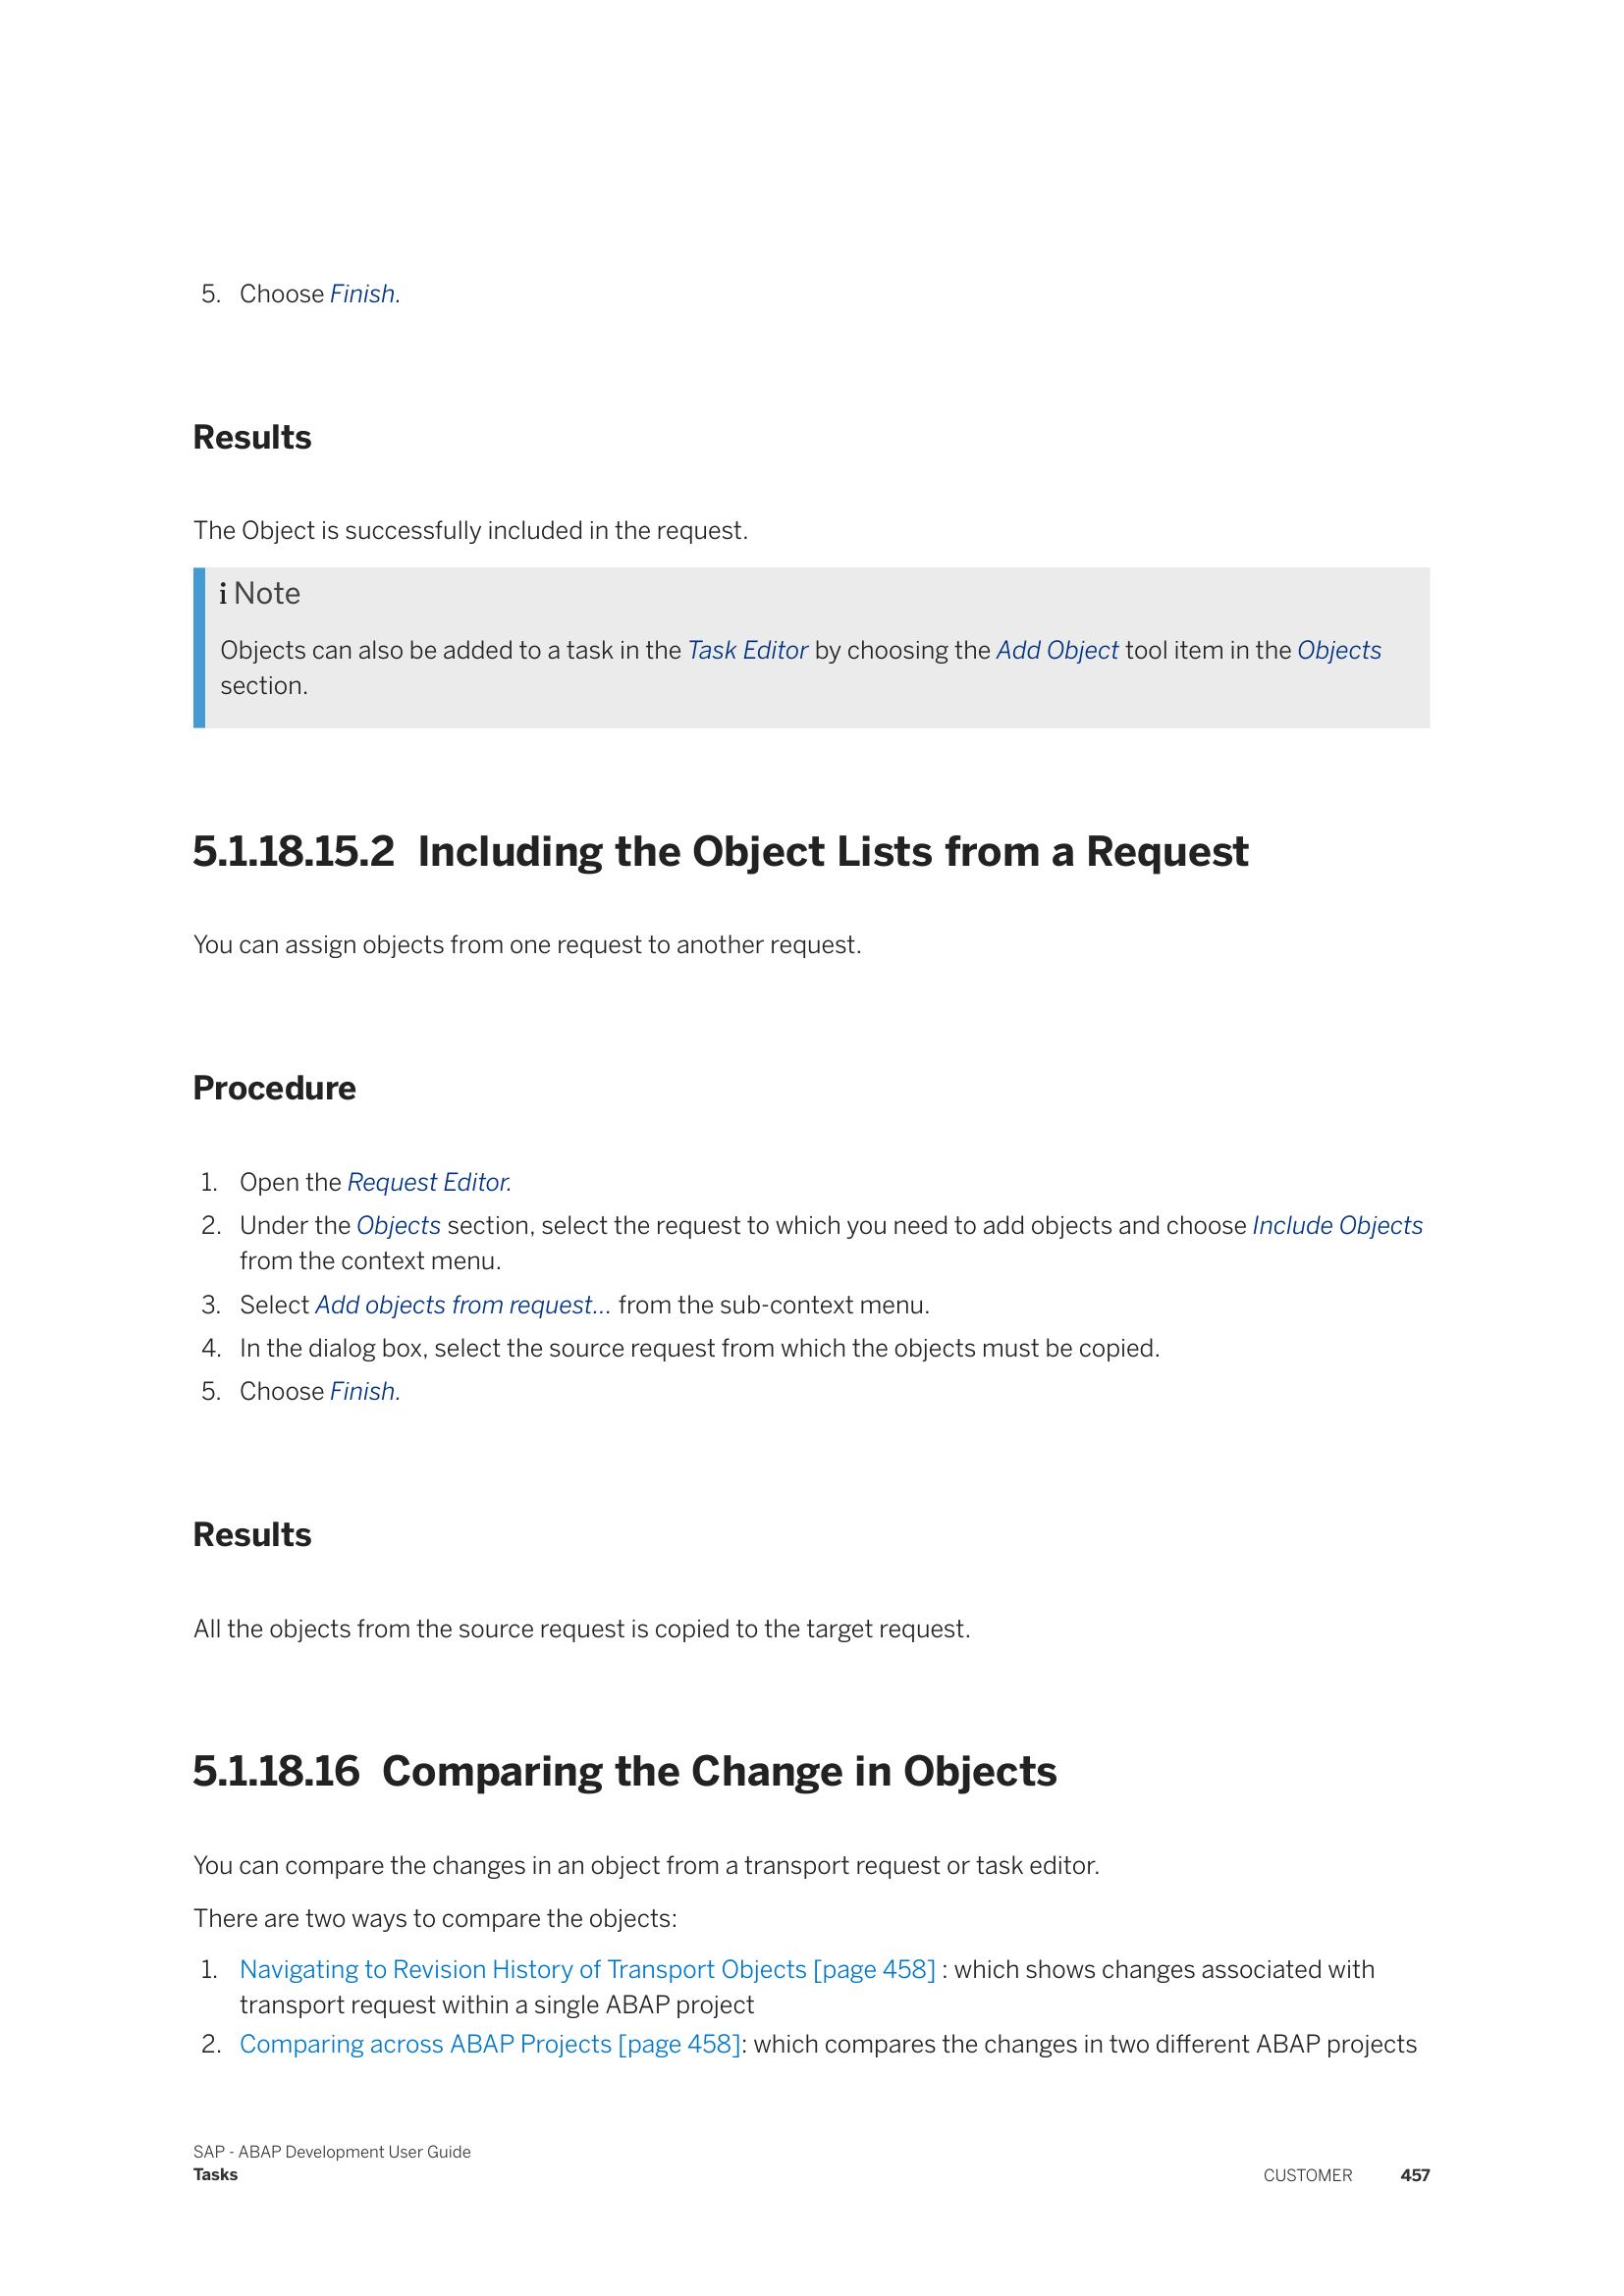 5. Choose Finish.
Results
The Object is successfully included in the request.
i Note
Objects can also be added to a task in the Task Editor by choosing the Add Object tool item in the Objects
section.
5.1.18.15.2 Including the Object Lists from a Request
You can assign objects from one request to another request.
Procedure
1. Open the Request Editor.
2. Under the Objects section, select the request to which you need to add objects and choose Include Objects
from the context menu.
3. Select Add objects from request... from the sub-context menu.
4. In the dialog box, select the source request from which the objects must be copied.
5. Choose Finish.
Results
All the objects from the source request is copied to the target request.
5.1.18.16 Comparing the Change in Objects
You can compare the changes in an object from a transport request or task editor.
There are two ways to compare the objects:
1. Navigating to Revision History of Transport Objects [page 458] : which shows changes associated with
transport request within a single ABAP project
2. Comparing across ABAP Projects [page 458]: which compares the changes in two different ABAP projects
SAP - ABAP Development User Guide
Tasks
CUSTOMER 457